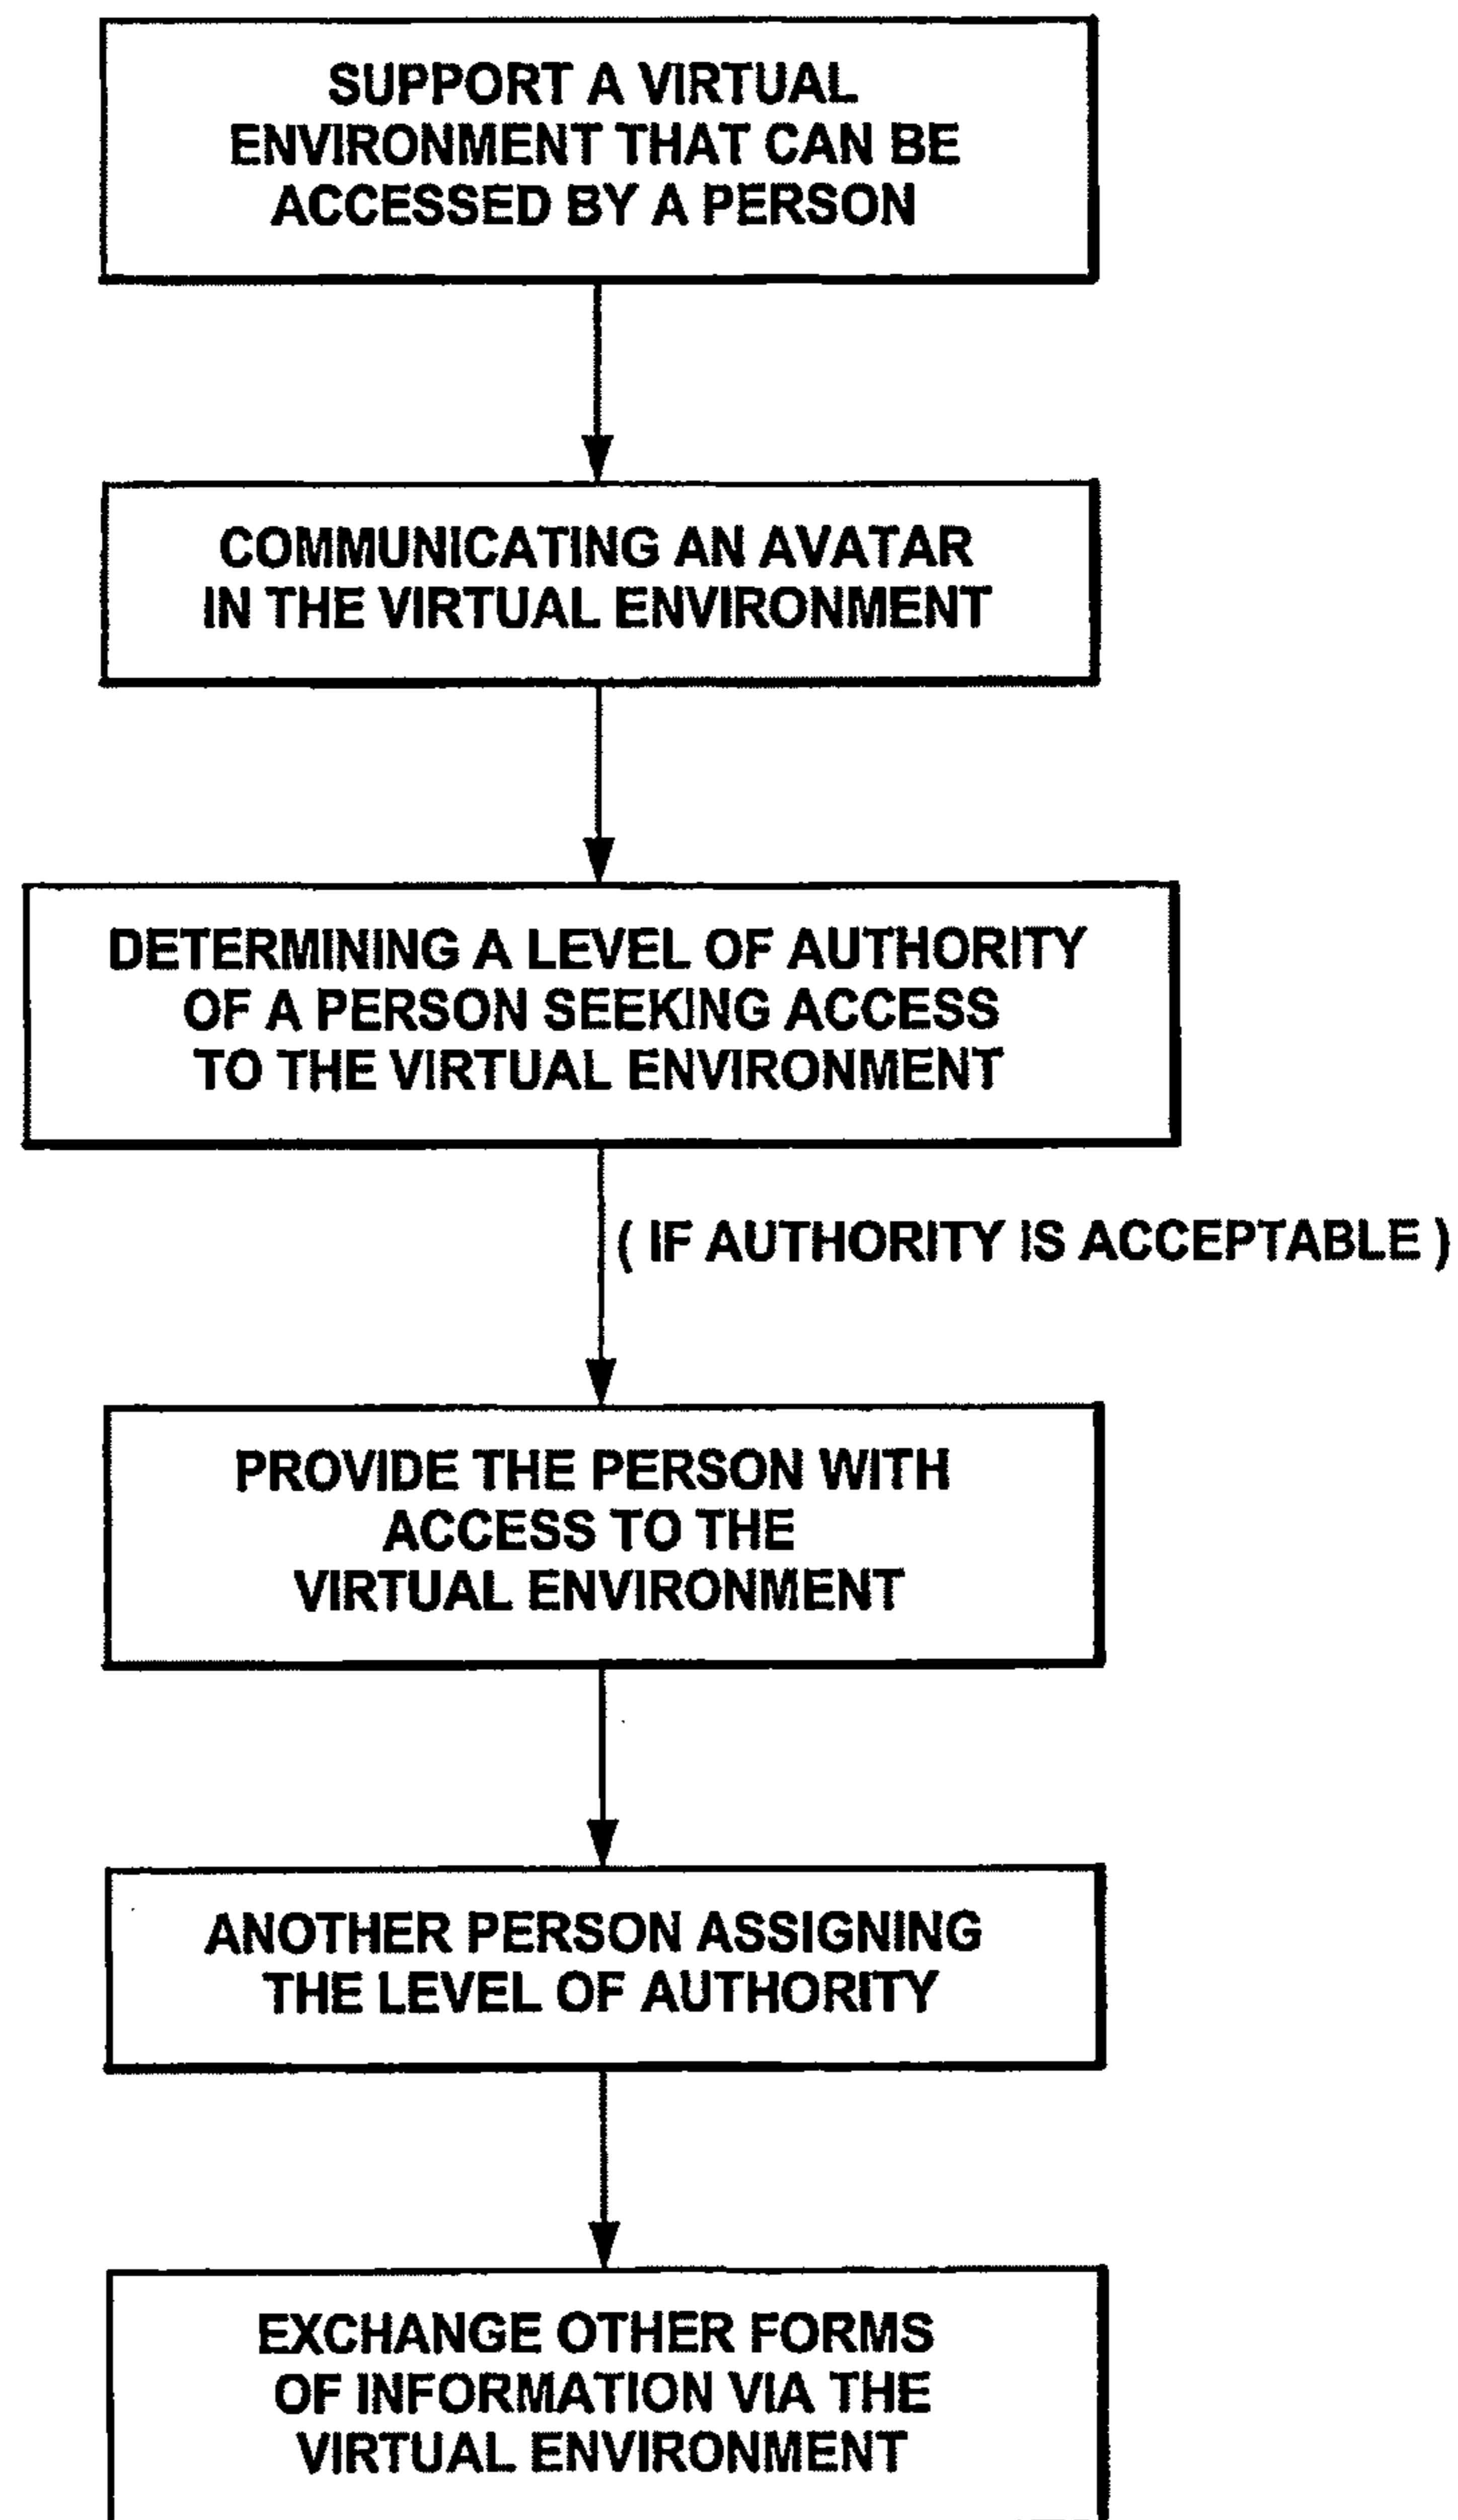 SUPPORT A VIRTUAL
ENVIRONMENT THAT CAN BE
ACCESSED BY A PERSON
COMMUNICATING AN AVATAR
IN THE VIRTUAL ENVIRONMENT
DETERMINING A LEVEL OF AUTHORITY
OF A PERSON SEEKING ACCESS
TO THE VIRTUAL ENVIRONMENT
( IF AUTHORITY IS ACCEPTABLE )
PROVIDE THE PERSON WITH
ACCESS TO THE
VIRTUAL ENVIRONMENT
ANOTHER PERSON ASSIGNING
THE LEVEL OF AUTHORITY
EXCHANGE OTHER FORMS
OF INFORMATION VIA THE
VIRTUAL ENVIRONMENT